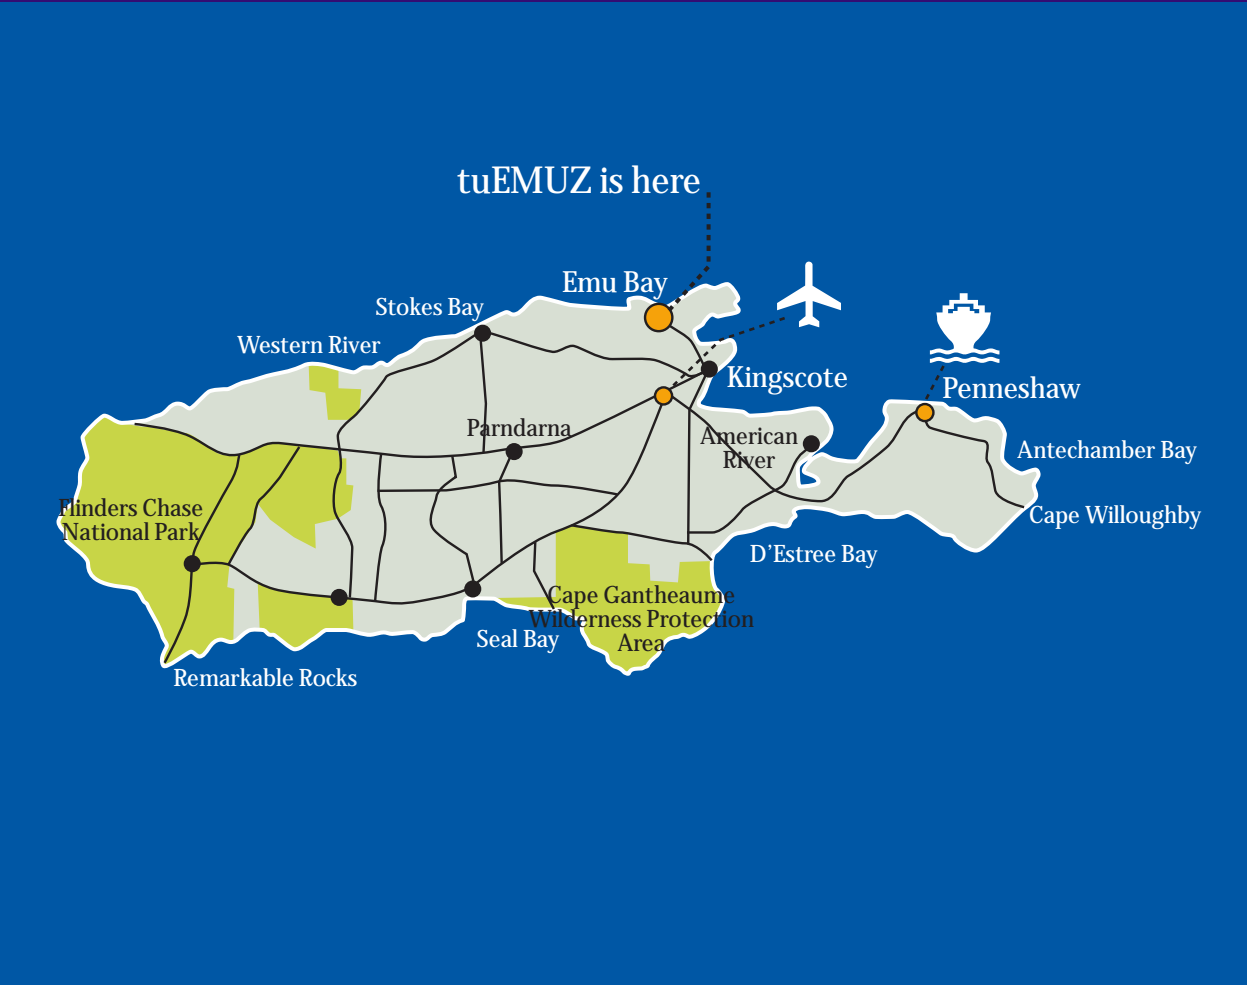 tuEMUZ is here
Emu Bay
Stokes Bay
Western River
Kingscote
Penneshaw
Parndarna
American
River
Antechamber Bay
Flinders Chase
National Park
Cape Willoughby
D’Estree Bay
Cape Gantheaume
Wilderness Protection
Area
Seal Bay
Remarkable Rocks